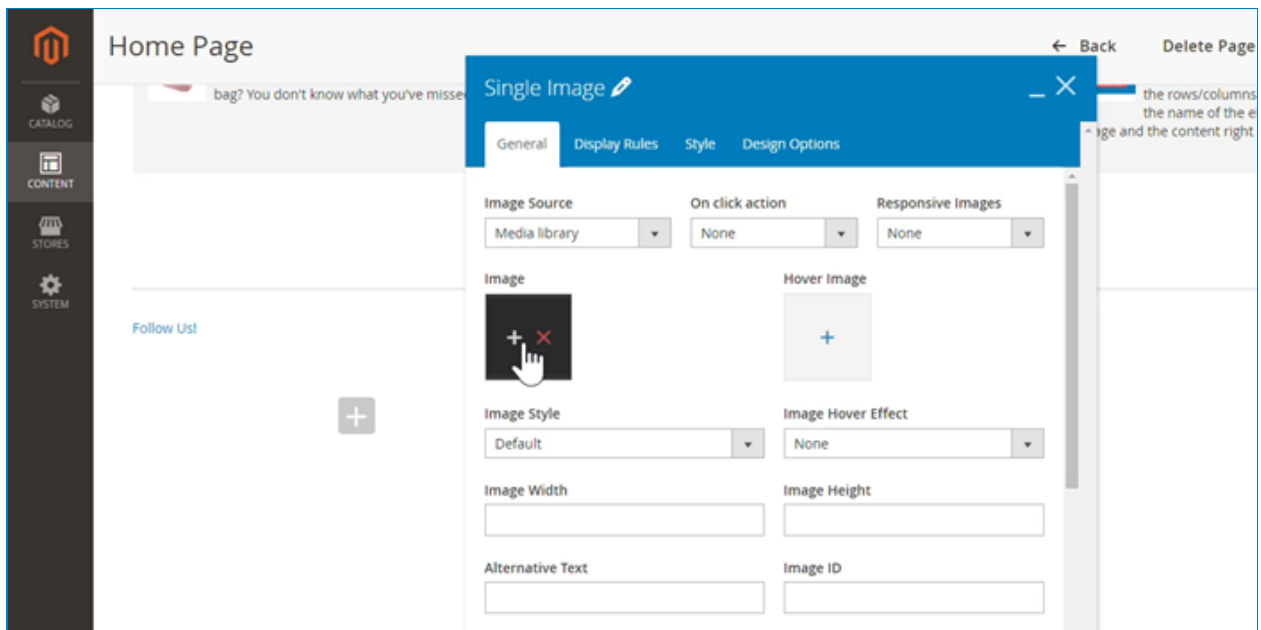 Home Page
Back
Delete Page
bag? You don't know what you've misse
the rows/columns
the name of the e
age and the content right
CATALOG
CONTENT
STORES
SYSTEM
Follow Us!
Single Image
General
Display Rules
Style
Design Options
Image Source
On click action
Responsive Images
Media library
None
None
Image
Hover Image
Image Style
Image Hover Effect
Default
None
Image Width
Image Height
Alternative Text
Image ID